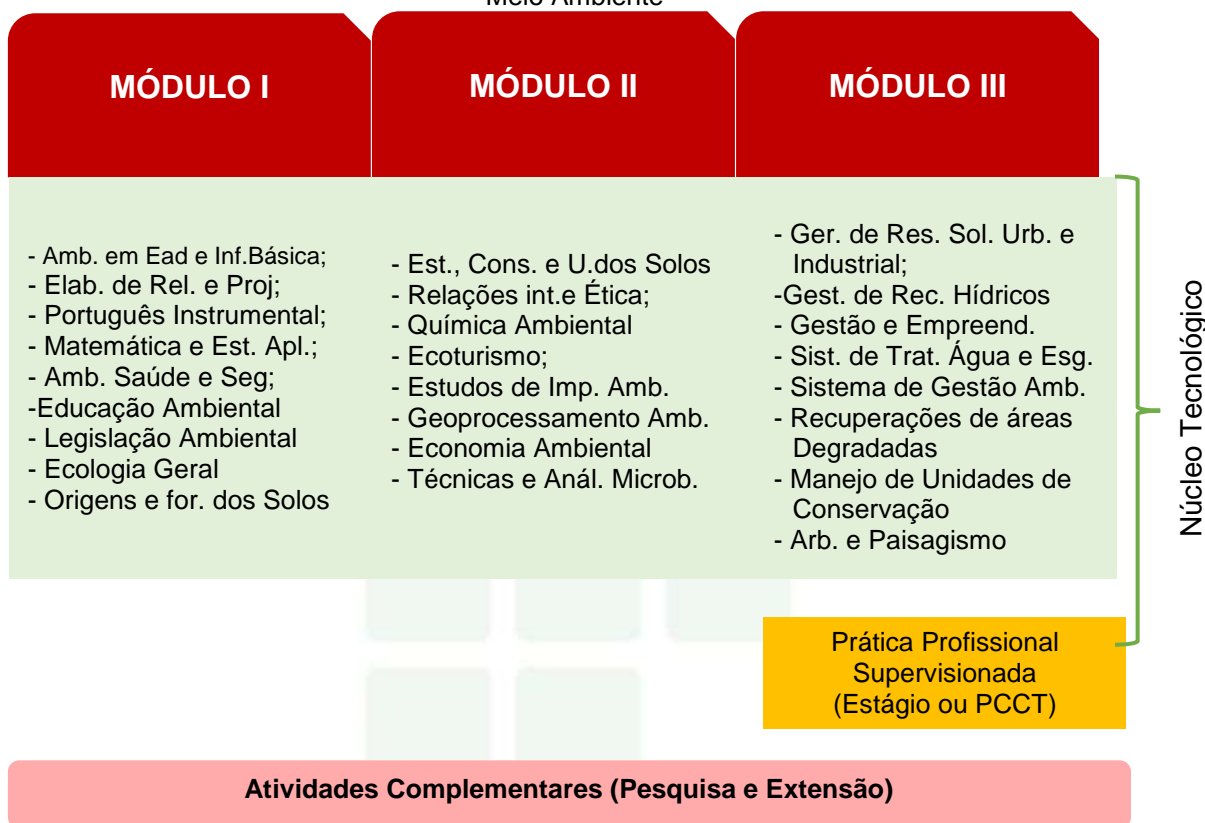 Meio Ambiente
MÓDULO I
MÓDULO II
MÓDULO III
- Amb. em Ead e Inf.Básica;
- Elab. de Rel. e Proj;
- Português Instrumental;
- Matemática e Est. Apl.;
- Amb. Saúde e Seg;
-Educação Ambiental
- Legislação Ambiental
- Ecologia Geral
- Origens e for. dos Solos
- Est., Cons. e U.dos Solos
- Relações int.e Ética;
- Química Ambiental
- Ecoturismo;
- Estudos de Imp. Amb.
- Geoprocessamento Amb.
- Economia Ambiental
- Técnicas e Anál. Microb.
- Ger. de Res. Sol. Urb. e
Industrial;
-Gest. de Rec. Hídricos
- Gestão e Empreend.
- Sist. de Trat. Água e Esg.
- Sistema de Gestão Amb.
- Recuperações de áreas
Degradadas
- Manejo de Unidades de
Conservação
- Arb. e Paisagismo
Núcleo Tecnológico
Prática Profissional
Supervisionada
(Estágio ou PCCT)
Atividades Complementares (Pesquisa e Extensão)